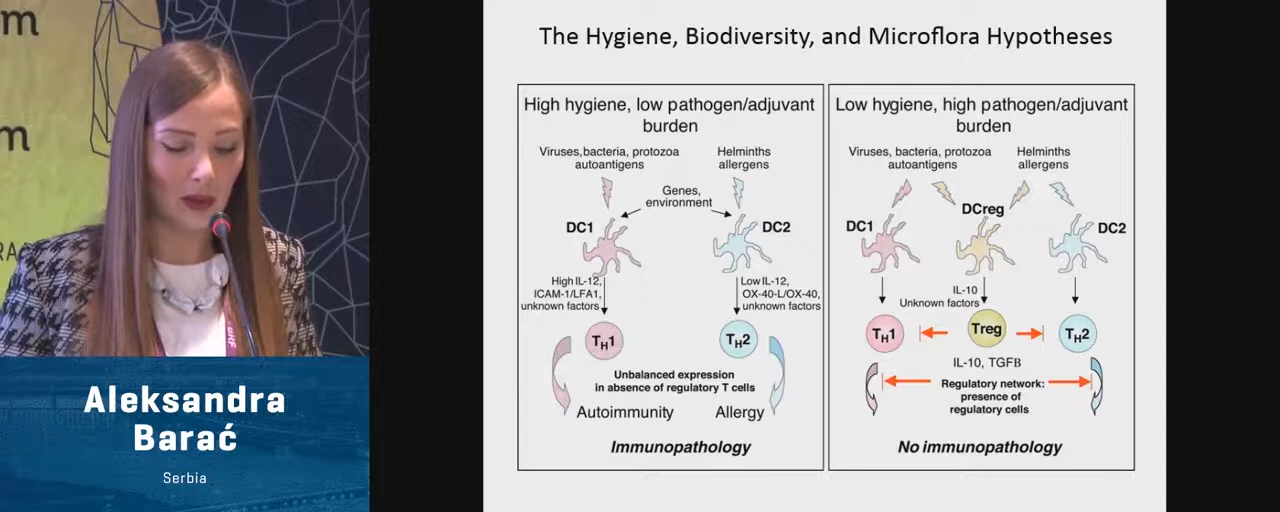 m
m
RA
GRF
Aleksandra
Barać
Serbia
The Hygiene, Biodiversity, and Microflora Hypotheses
High hygiene, low pathogen/adjuvant
burden
Viruses,bacteria, protozoa
autoantigens
Helminths
allergens
Genes,
environment
DC1
DC2
High IL-12,
ICAM-1/LFA1,
unknown factors
Low IL-12,
OX-40-L/OX-40,
unknown factors
TH1
TH2
Unbalanced expression
in absence of regulatory T cells
Autoimmunity
Allergy
Immunopathology
Low hygiene, high pathogen/adjuvant
burden
Viruses, bacteria, protozoa
autoantigens
Helminths
allergens
DC1
DCreg
DC2
IL-10
Unknown factors
TH1
Treg
TH2
IL-10, TGFB
Regulatory network:
presence of
regulatory cells
No immunopathology